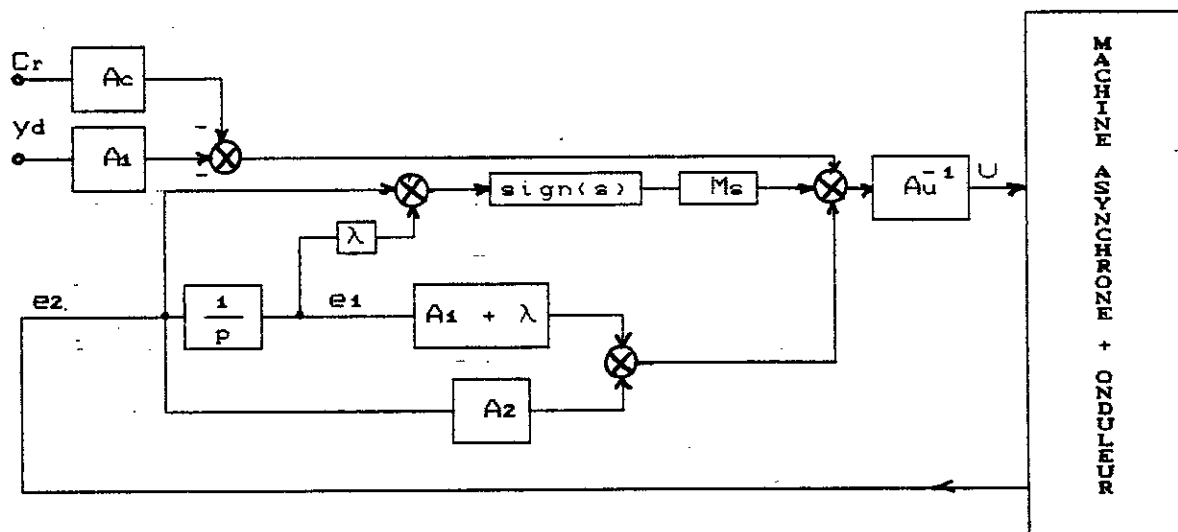 Cr
Ac
yd
A1
-
-
sign(s)
Ms
Au⁻¹
U
λ
e2.
1
p
e1
A1 + λ
A2
MACHINE ASYNCHRONE + ONDULEUR